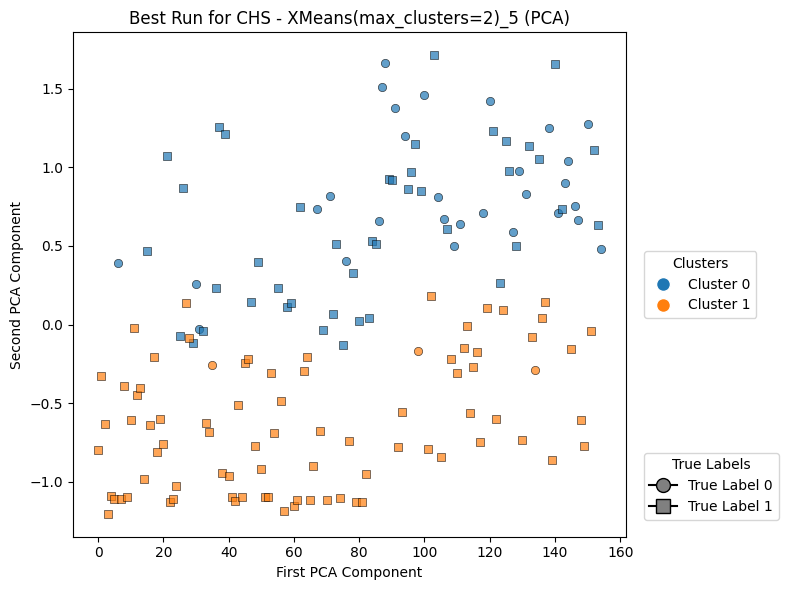 Best Run for CHS - XMeans(max_clusters=2)_5 (PCA)
Second PCA Component
1.5
1.0
0.5
0.0
−0.5
−1.0
0 20 40 60 80 100 120 140 160
First PCA Component
Clusters
Cluster 0
Cluster 1
True Labels
True Label 0
True Label 1